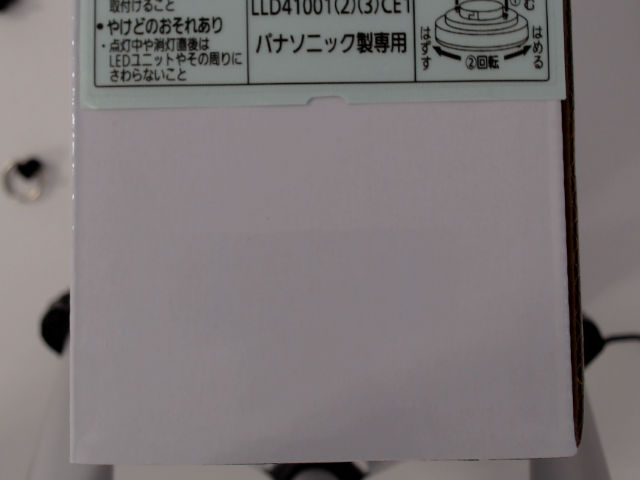 取付けること
• やけどのおそれあり
・点灯中や消灯直後は
LEDユニットやその周りに
さわらないこと
LLD41001(2)(3)CE1
パナソニック製専用
①
む
はずす
はめる
②回転